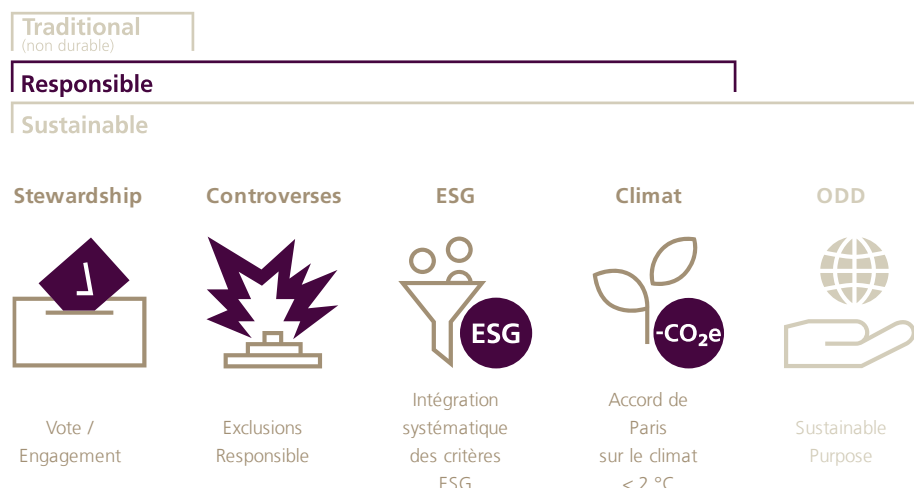 Traditional
(non durable)
Responsible
Sustainable
Stewardship
Controverses
ESG
Climat
ODD
ESG
-CO₂e
Vote /
Engagement
Exclusions
Responsible
Intégration
systématique
des critères
ESG
Accord de
Paris
sur le climat
< 2 °C
Sustainable
Purpose